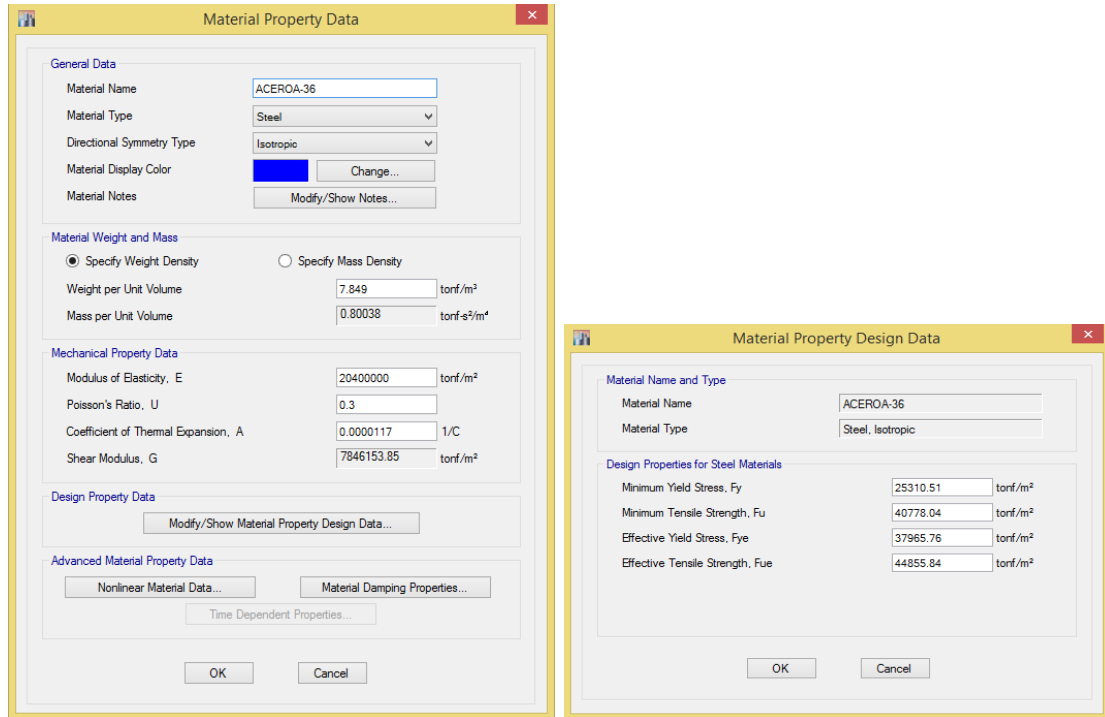 Material Property Data
General Data
Material Name ACEROA-36
Material Type Steel
Directional Symmetry Type Isotropic
Material Display Color Change...
Material Notes Modify/Show Notes...
Material Weight and Mass
Specify Weight Density Specify Mass Density
Weight per Unit Volume 7.849 tonf/m³
Mass per Unit Volume 0.80038 tonf-s²/m⁴
Mechanical Property Data
Modulus of Elasticity, E 20400000 tonf/m²
Poisson's Ratio, U 0.3
Coefficient of Thermal Expansion, A 0.0000117 1/C
Shear Modulus, G 7846153.85 tonf/m²
Design Property Data
Modify/Show Material Property Design Data...
Advanced Material Property Data
Nonlinear Material Data... Material Damping Properties...
Time Dependent Properties...
OK Cancel
Material Property Design Data
Material Name and Type
Material Name ACEROA-36
Material Type Steel, Isotropic
Design Properties for Steel Materials
Minimum Yield Stress, Fy 25310.51 tonf/m²
Minimum Tensile Strength, Fu 40778.04 tonf/m²
Effective Yield Stress, Fye 37965.76 tonf/m²
Effective Tensile Strength, Fue 44855.84 tonf/m²
OK Cancel